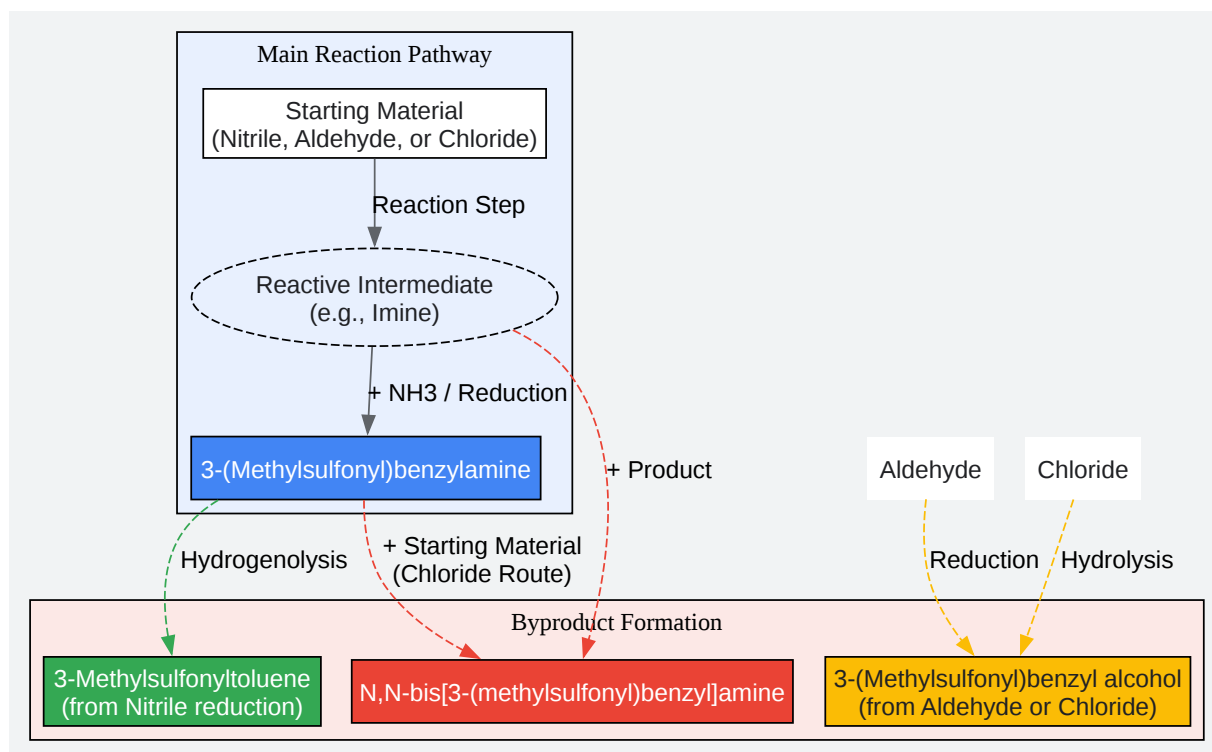 Main Reaction Pathway
Starting Material
(Nitrile, Aldehyde, or Chloride)
Reaction Step
Reactive Intermediate
(e.g., Imine)
+ NH3 / Reduction
3-(Methylsulfonyl)benzylamine
+ Product
Aldehyde
Chloride
Hydrogenolysis
+ Starting Material
(Chloride Route)
Reduction
Hydrolysis
Byproduct Formation
3-Methylsulfonyltoluene
(from Nitrile reduction)
N,N-bis[3-(methylsulfonyl)benzyl]amine
3-(Methylsulfonyl)benzyl alcohol
(from Aldehyde or Chloride)